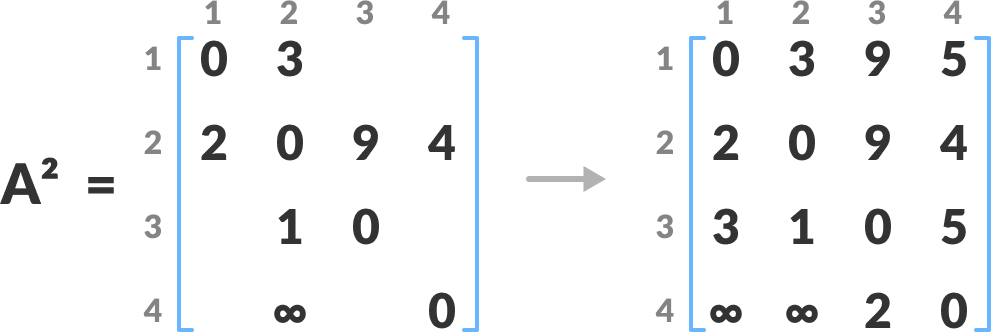 1 2 3 4 1 2 3 4
1 0 3 1 0 3 9 5
2 2 0 9 4 2 2 0 9 4
A² =
3 1 0 3 3 1 0 5
4 ∞ 0 4 ∞ ∞ 2 0